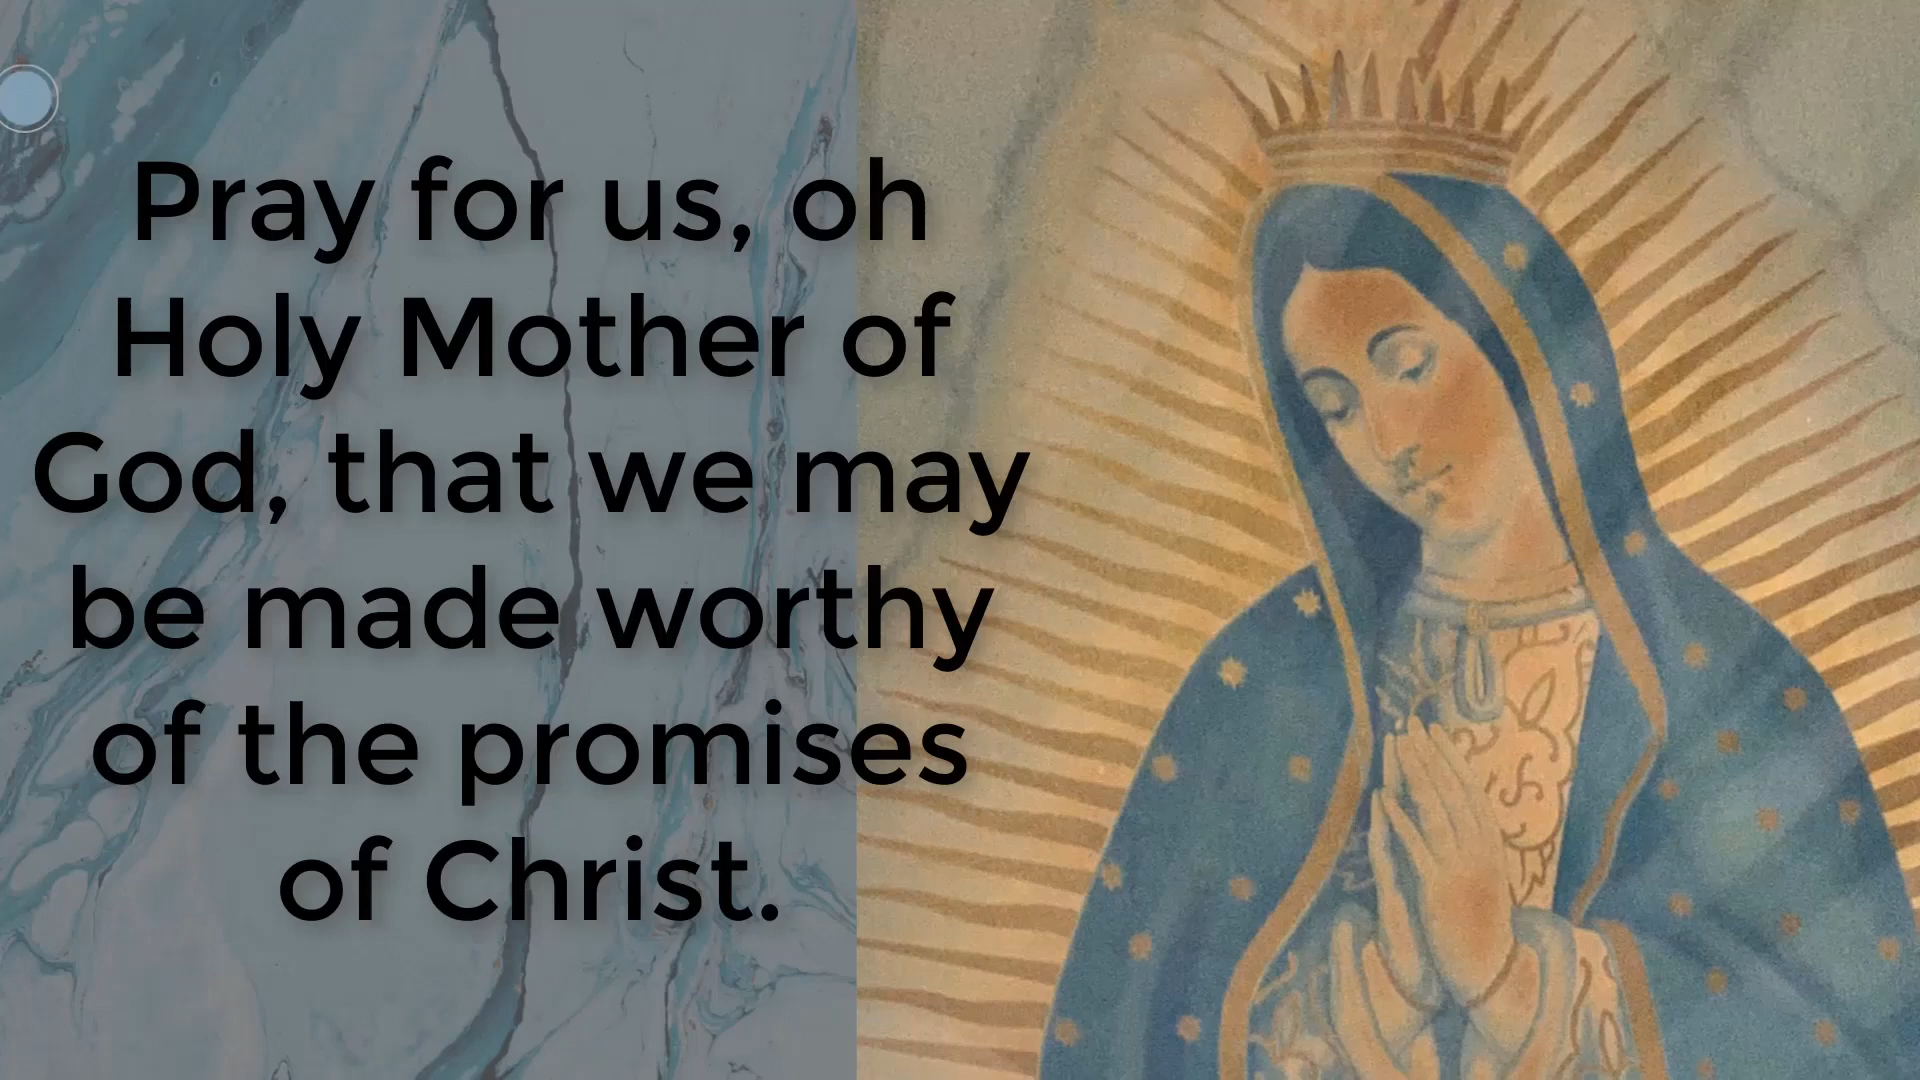 Pray for us, oh
Holy Mother of
God, that we may
be made worthy
of the promises
of Christ.